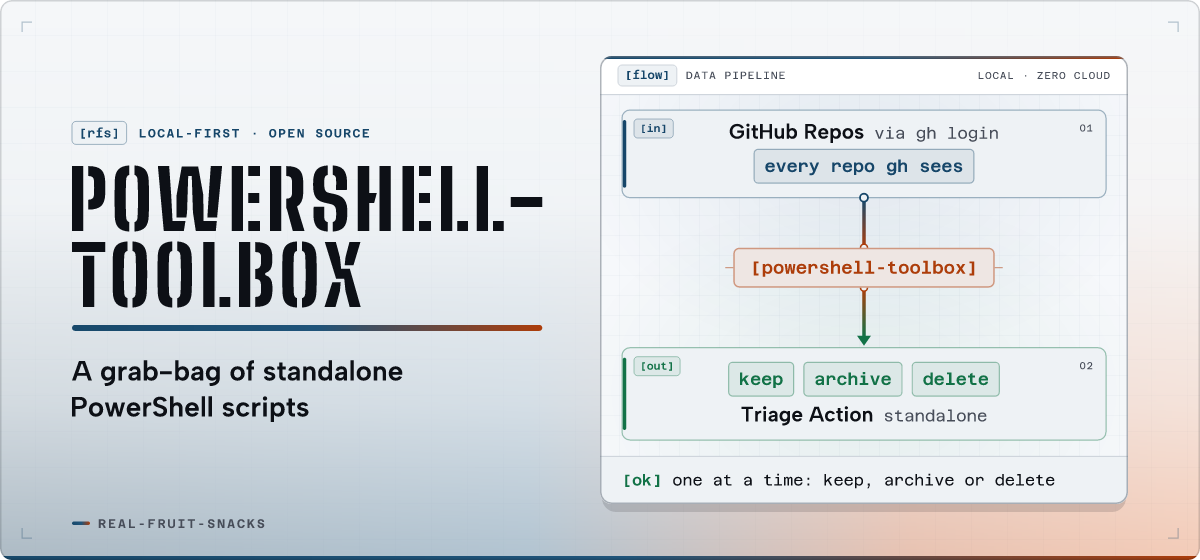 [rfs] LOCAL-FIRST · OPEN SOURCE
POWERSHELL-
TOOLBOX
A grab-bag of standalone
PowerShell scripts
REAL-FRUIT-SNACKS
[flow] DATA PIPELINE LOCAL · ZERO CLOUD
[in] GitHub Repos via gh login 01
every repo gh sees
[powershell-toolbox]
[out] keep archive delete 02
Triage Action standalone
[ok] one at a time: keep, archive or delete